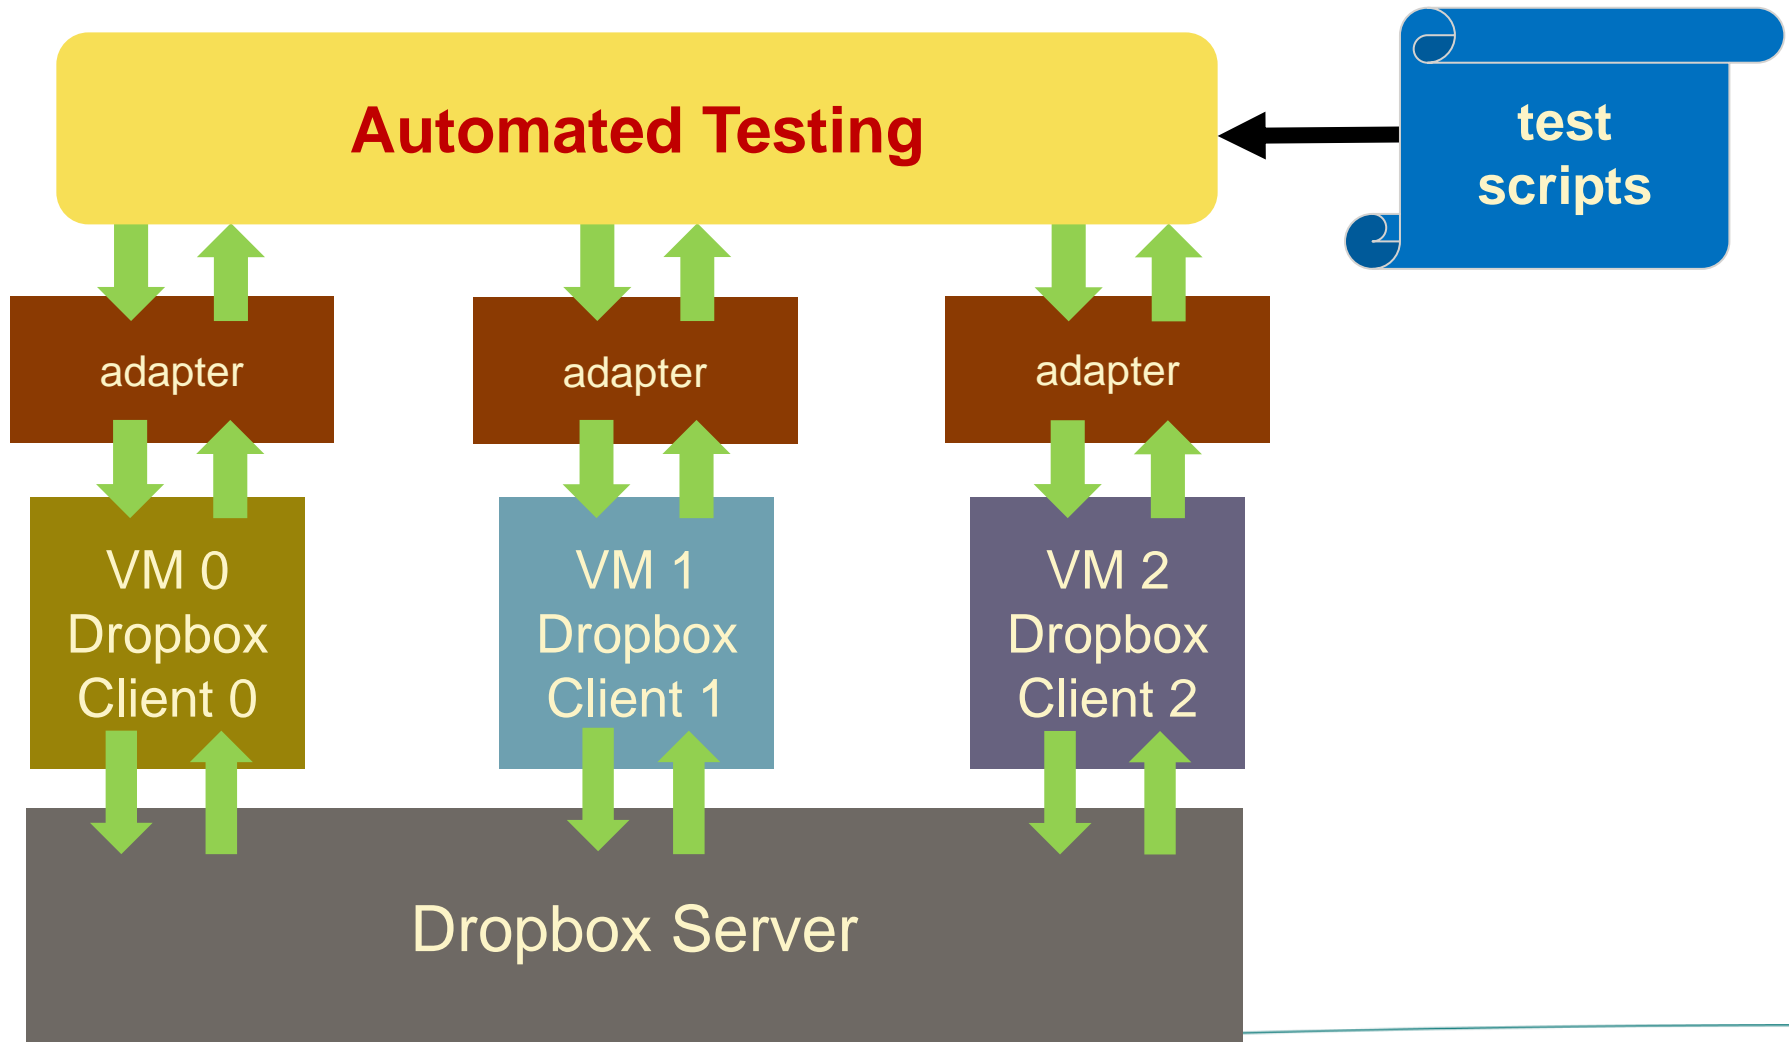 Automated Testing
test
scripts
adapter
adapter
adapter
VM 0
Dropbox
Client 0
VM 1
Dropbox
Client 1
VM 2
Dropbox
Client 2
Dropbox Server